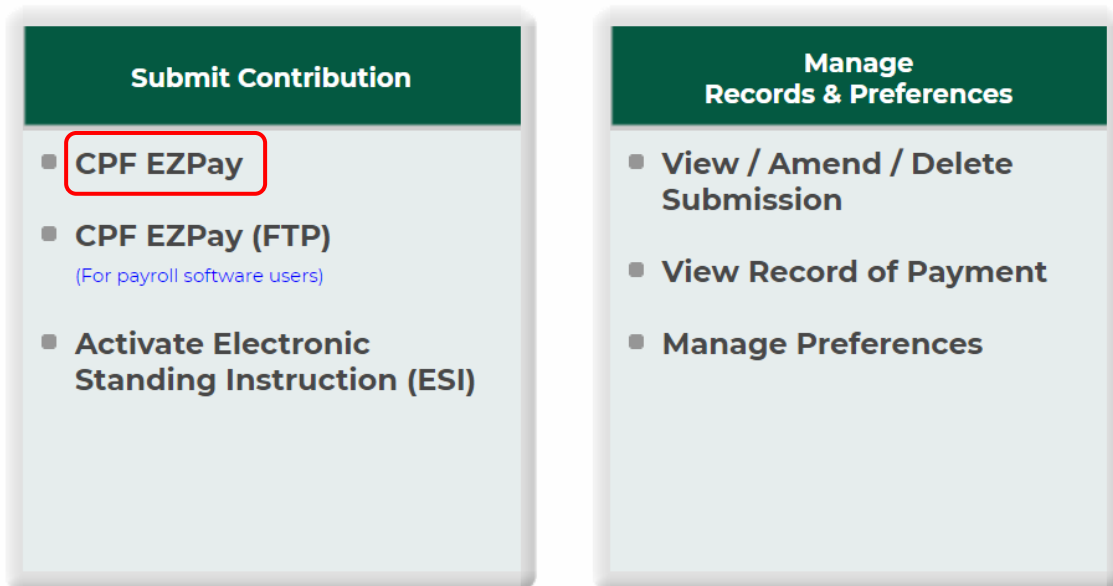 Submit Contribution
CPF EZPay
CPF EZPay (FTP)
(For payroll software users)
Activate Electronic
Standing Instruction (ESI)
Manage
Records & Preferences
View / Amend / Delete
Submission
View Record of Payment
Manage Preferences